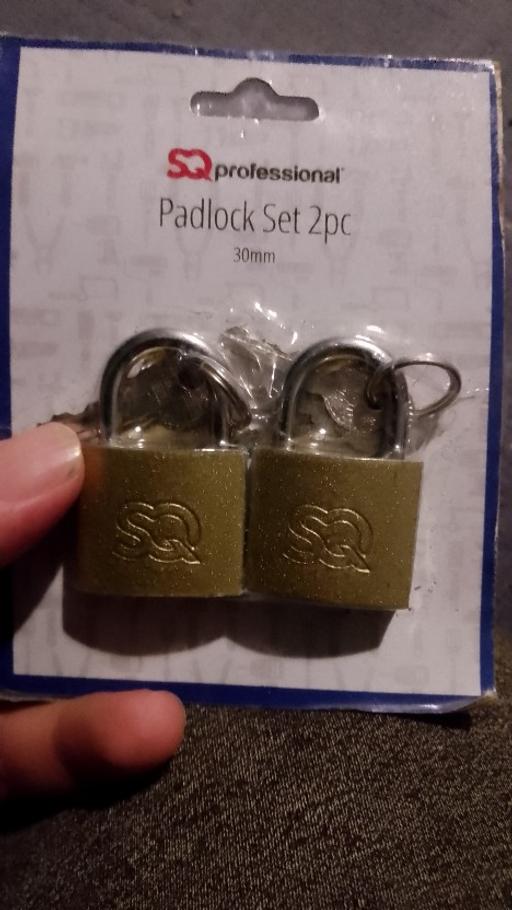 SQ professional
Padlock Set 2pc
30mm
SQ SQ